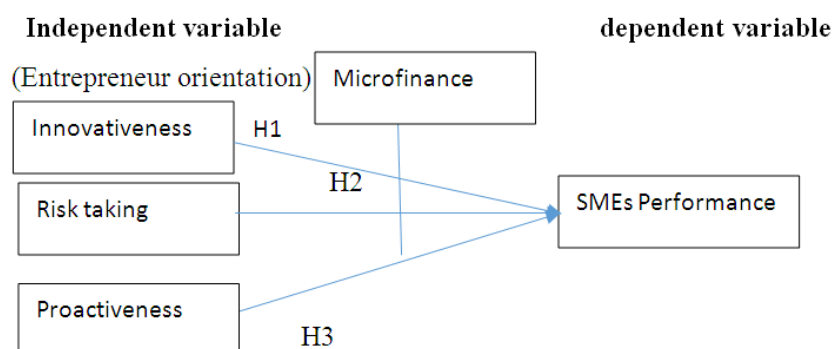 Independent variable
dependent variable
(Entrepreneur orientation)
Microfinance
Innovativeness
H1
H2
Risk taking
SMEs Performance
Proactiveness
H3